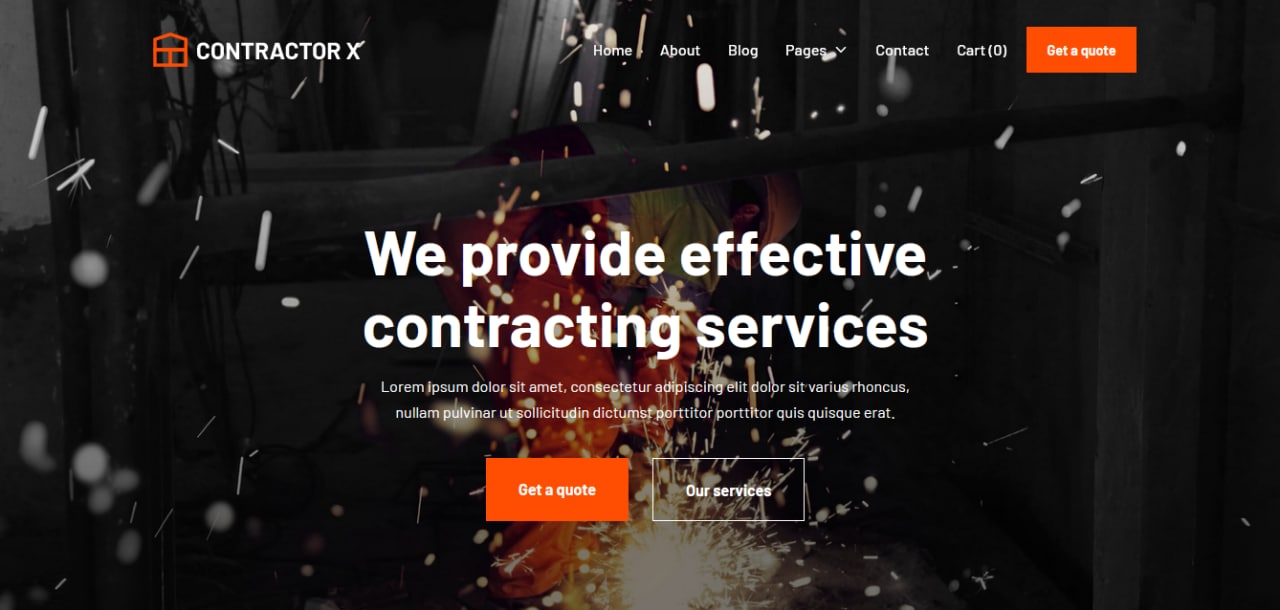 CONTRACTOR X
Home About Blog Pages Contact Cart (0) Get a quote
We provide effective
contracting services
Lorem ipsum dolor sit amet, consectetur adipiscing elit dolor sit varius rhoncus,
nullam pulvinar ut sollicitudin dictumst porttitor porttitor quis quisque erat.
Get a quote Our services